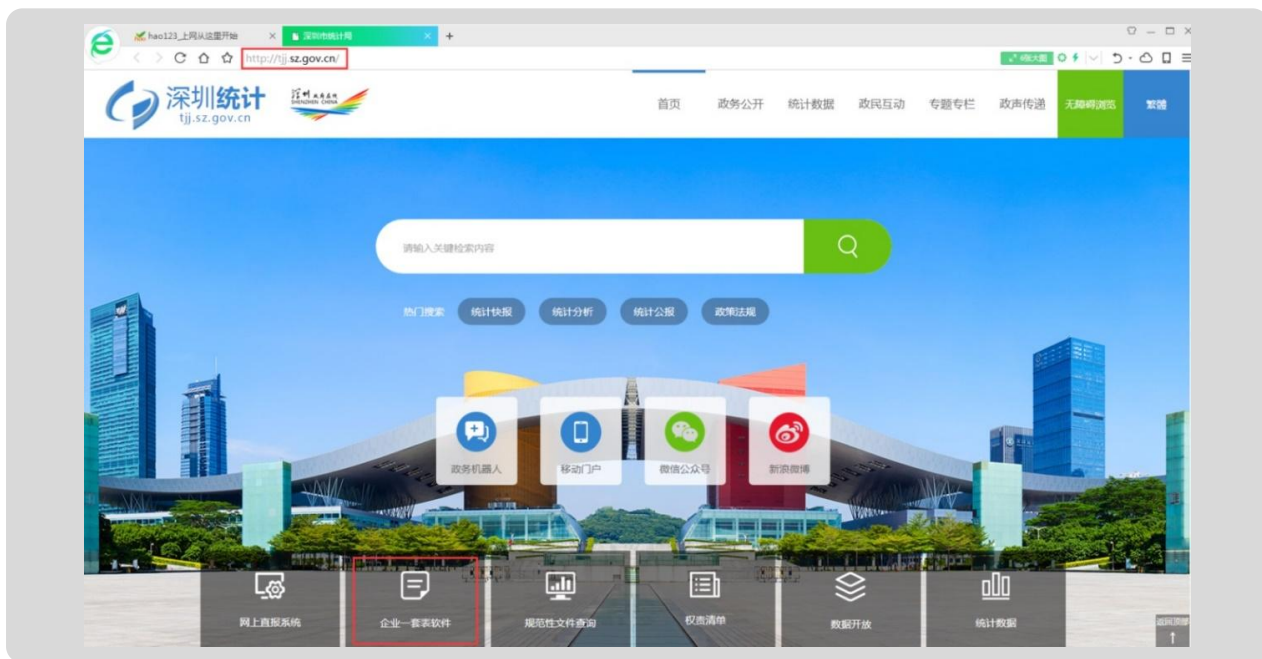 hao123_上网从这里开始
深圳市统计局
http://tjj.sz.gov.cn/
深圳统计
tjj.sz.gov.cn
SHENZHEN CHINA
首页 政务公开 统计数据 政民互动 专题专栏 政声传递 无障碍浏览 繁體
请输入关键检索内容
热门搜索 统计快报 统计分析 统计公报 政策法规
政务机器人 移动门户 微信公众号 新浪微博
网上直报系统 企业一套表软件 规范性文件查询 权责清单 数据开放 统计数据
返回顶部